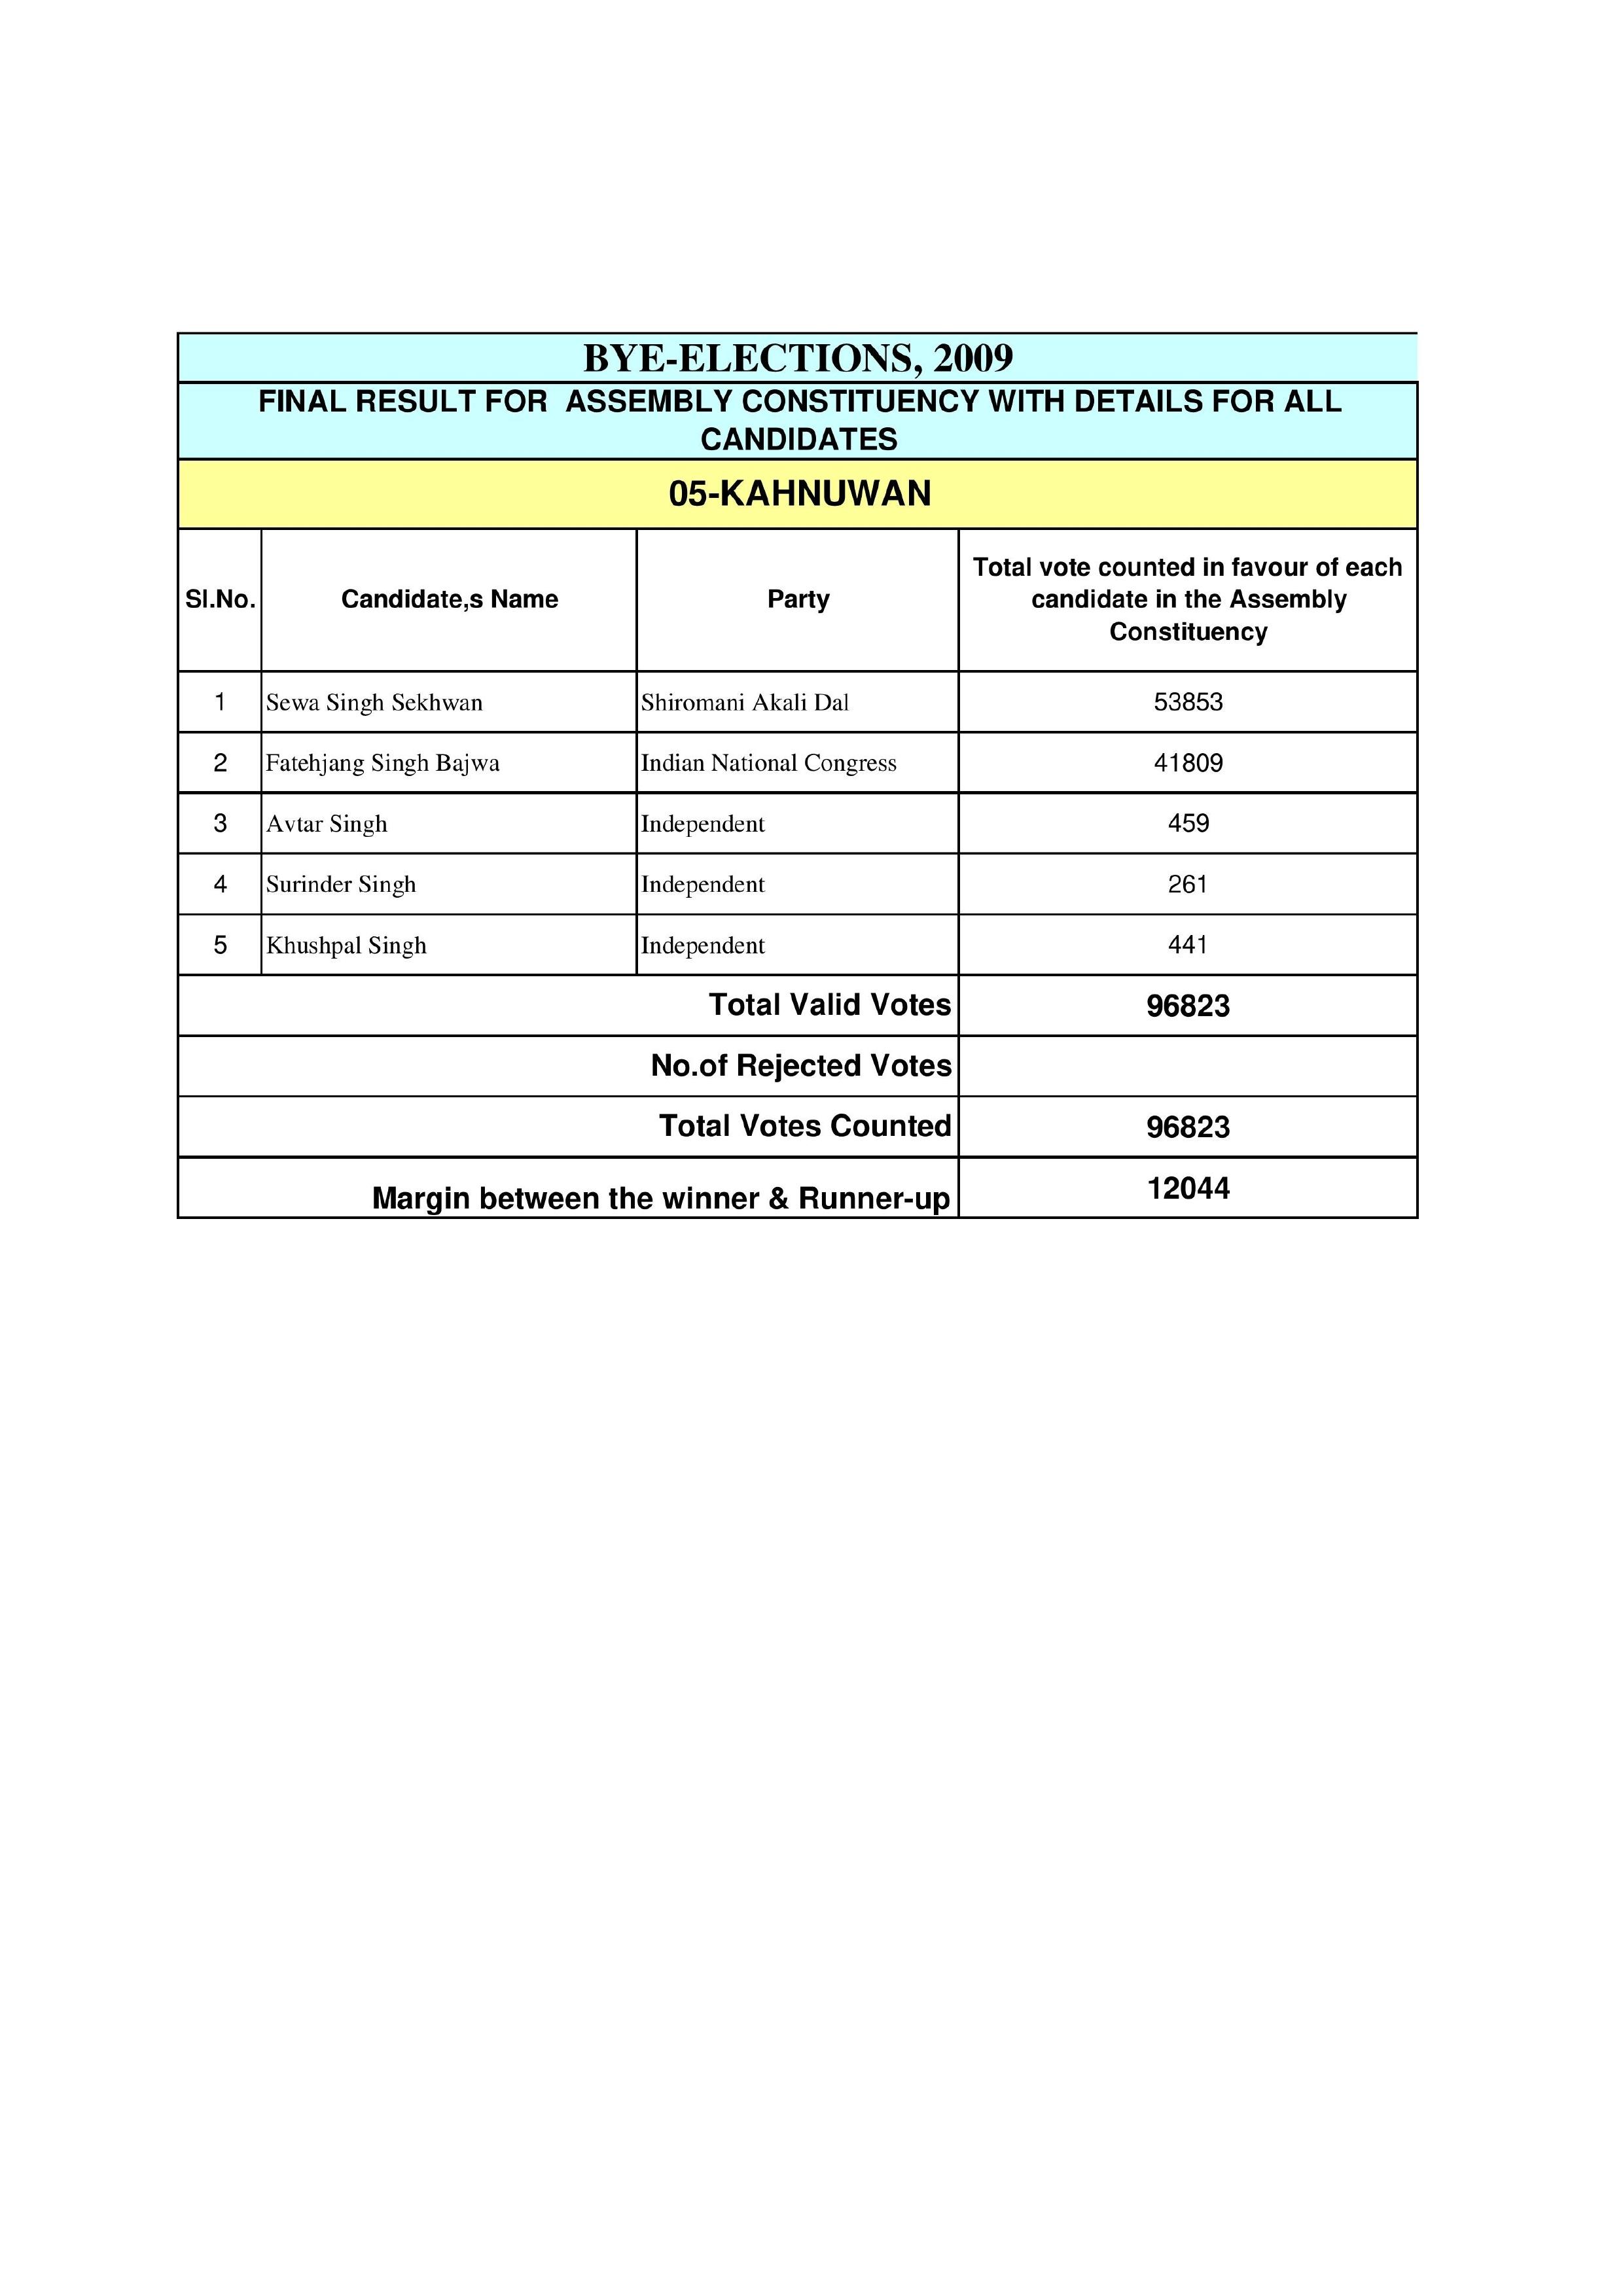 BYE-ELECTIONS, 2009
FINAL RESULT FOR ASSEMBLY CONSTITUENCY WITH DETAILS FOR ALL
CANDIDATES
05-KAHNUWAN
Sl.No. Candidate,s Name Party Total vote counted in favour of each
candidate in the Assembly
Constituency
1 Sewa Singh Sekhwan Shiromani Akali Dal 53853
2 Fatehjang Singh Bajwa Indian National Congress 41809
3 Avtar Singh Independent 459
4 Surinder Singh Independent 261
5 Khushpal Singh Independent 441
Total Valid Votes 96823
No.of Rejected Votes
Total Votes Counted 96823
Margin between the winner & Runner-up 12044